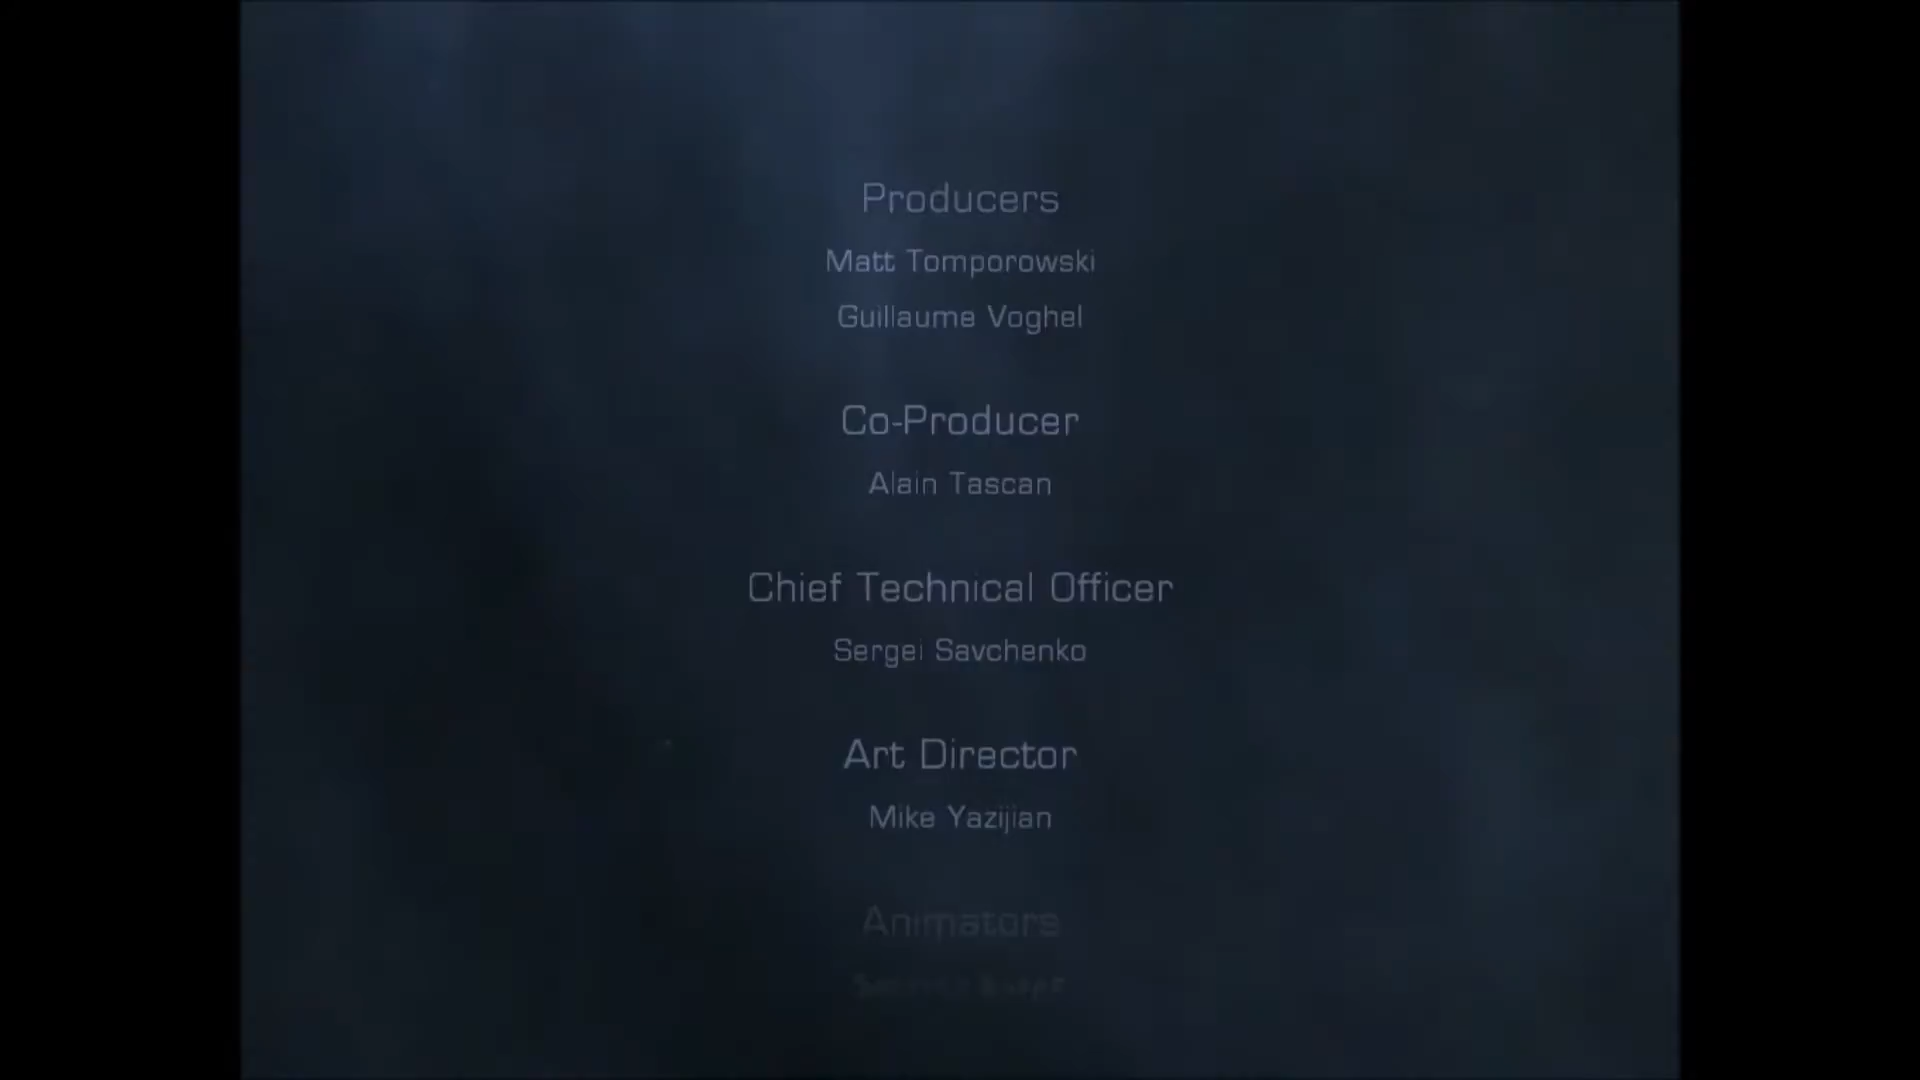 Producers
Matt Tomporowski
Guillaume Voghel
Co-Producer
Alain Tascan
Chief Technical Officer
Sergei Savchenko
Art Director
Mike Yazijian
Animators